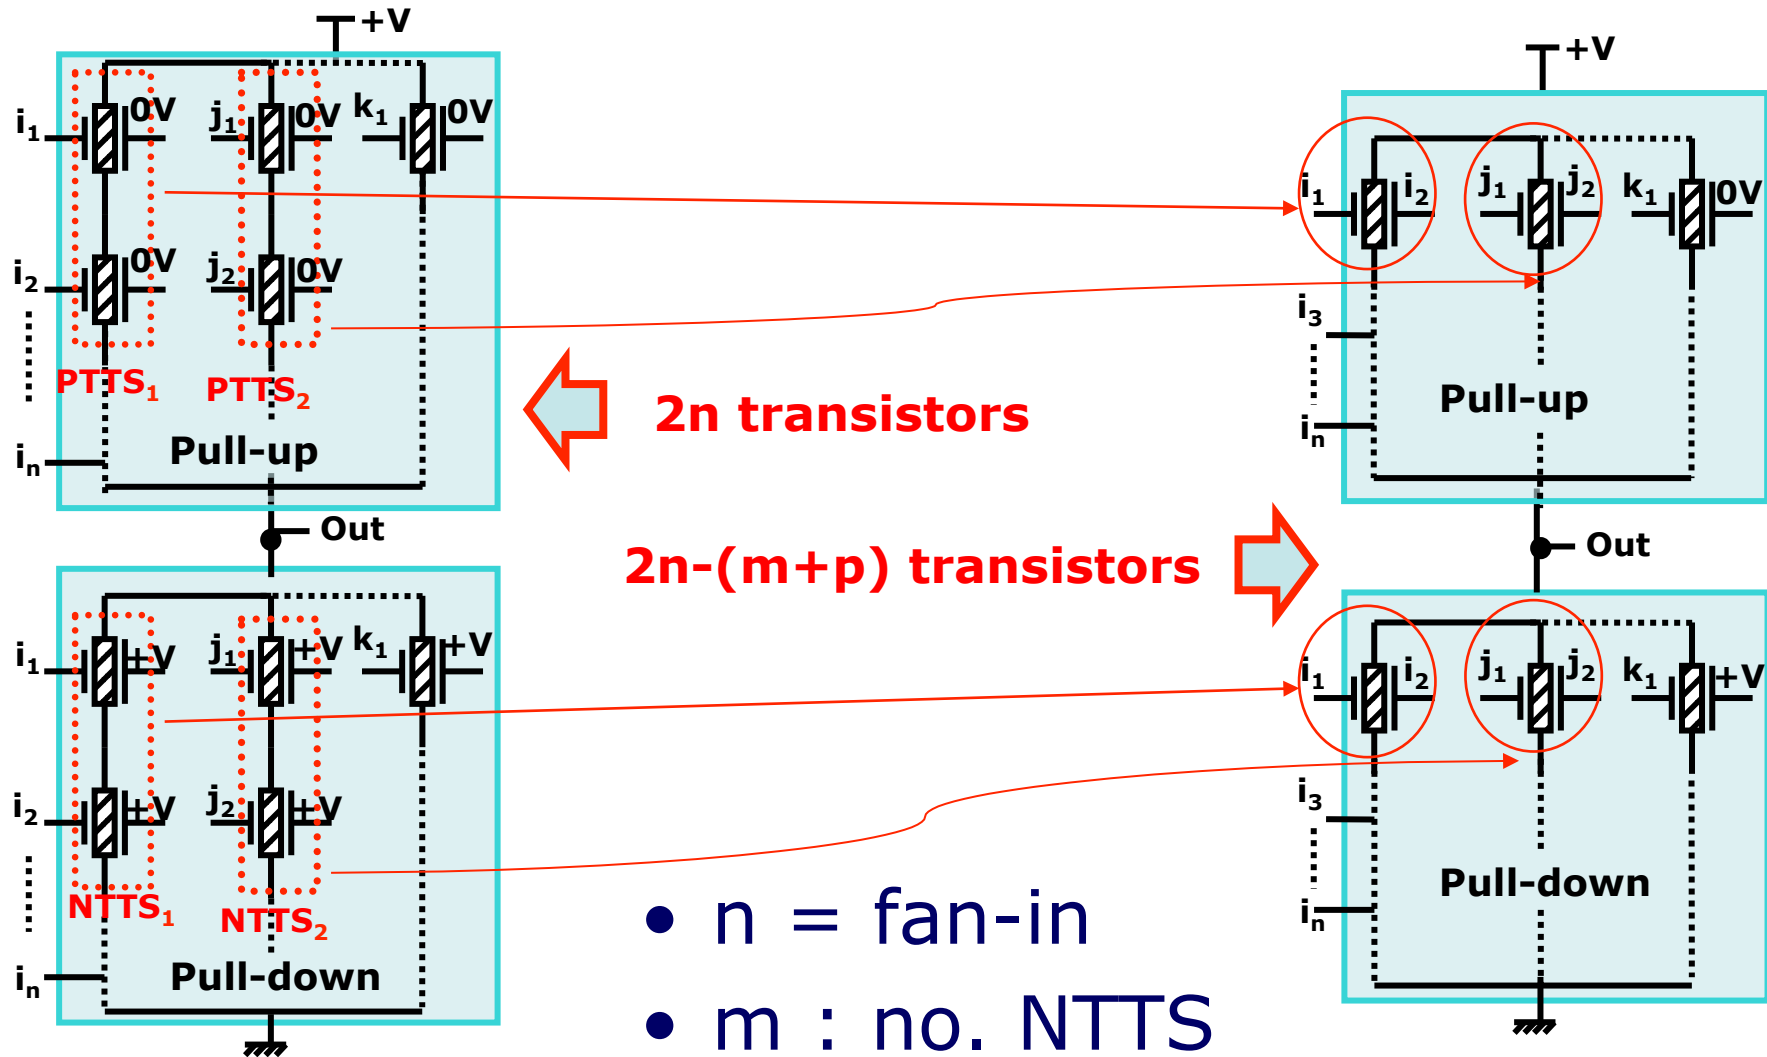 +V
i1 0V j1 0V k1 0V
i2 0V j2 0V
PTTS1 PTTS2
Pull-up
in
Out
i1 +V j1 +V k1 +V
i2 +V j2 +V
NTTS1 NTTS2
Pull-down
in
2n transistors
2n-(m+p) transistors
• n = fan-in
• m : no. NTTS
+V
i1 i2 j1 j2 k1 0V
i3
Pull-up
in
Out
i1 i2 j1 j2 k1 +V
i3
Pull-down
in